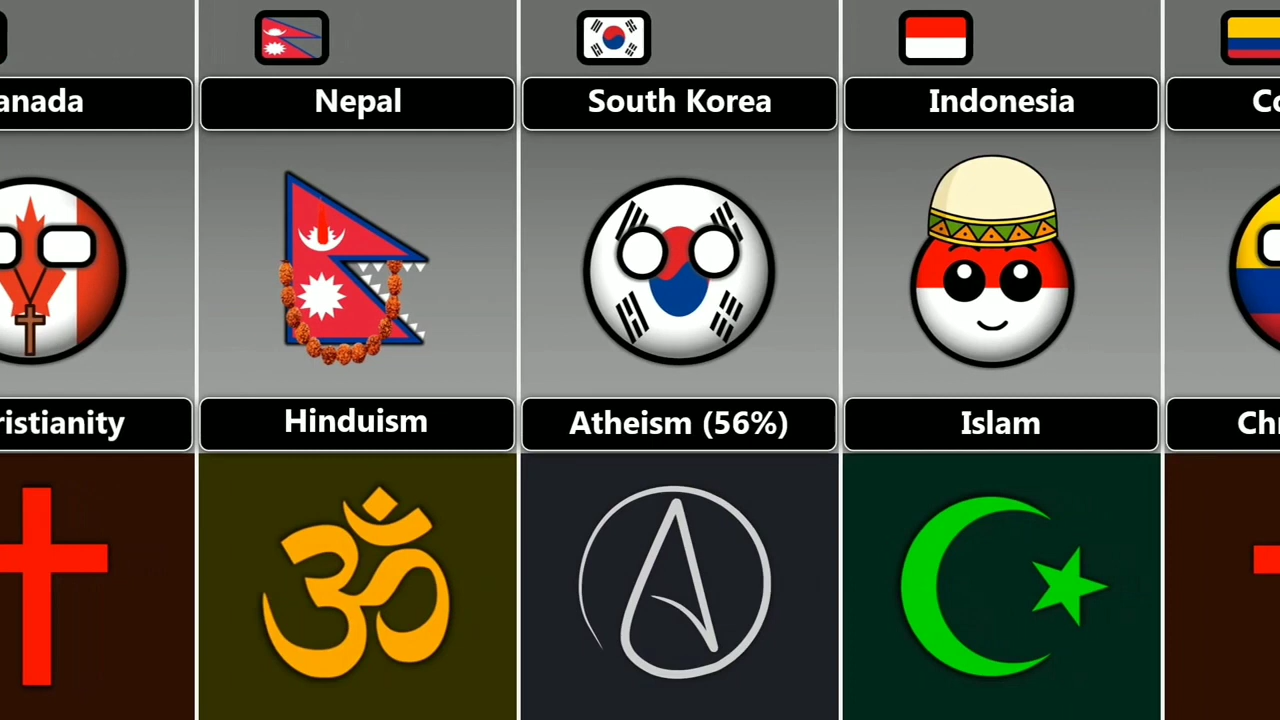 anada
Nepal
South Korea
Indonesia
Co
ristianity
Hinduism
Atheism (56%)
Islam
Chr
ॐ